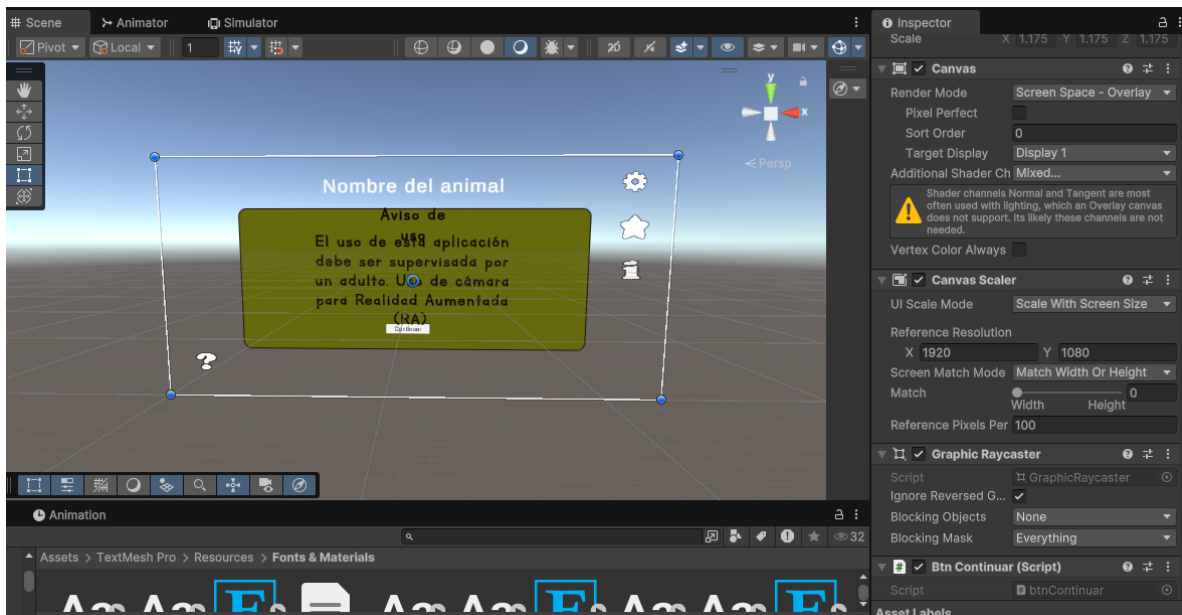 Scene Animator Simulator
Pivot Local 1 2D
y
x
Persp
Nombre del animal
Aviso de
uso
El uso de esta aplicación
debe ser supervisada por
un adulto. Uso de cámara
para Realidad Aumentada
(RA)
Continuar
?
Animation
32
Assets > TextMesh Pro > Resources > Fonts & Materials
Inspector
Scale X 1.175 Y 1.175 Z 1.175
Canvas
Render Mode Screen Space - Overlay
Pixel Perfect
Sort Order 0
Target Display Display 1
Additional Shader Ch Mixed...
Shader channels Normal and Tangent are most
often used with lighting, which an Overlay canvas
does not support. Its likely these channels are not
needed.
Vertex Color Always
Canvas Scaler
UI Scale Mode Scale With Screen Size
Reference Resolution
X 1920 Y 1080
Screen Match Mode Match Width Or Height
Match 0
Width Height
Reference Pixels Per 100
Graphic Raycaster
Script GraphicRaycaster
Ignore Reversed G...
Blocking Objects None
Blocking Mask Everything
# Btn Continuar (Script)
Script btnContinuar
Asset Labels